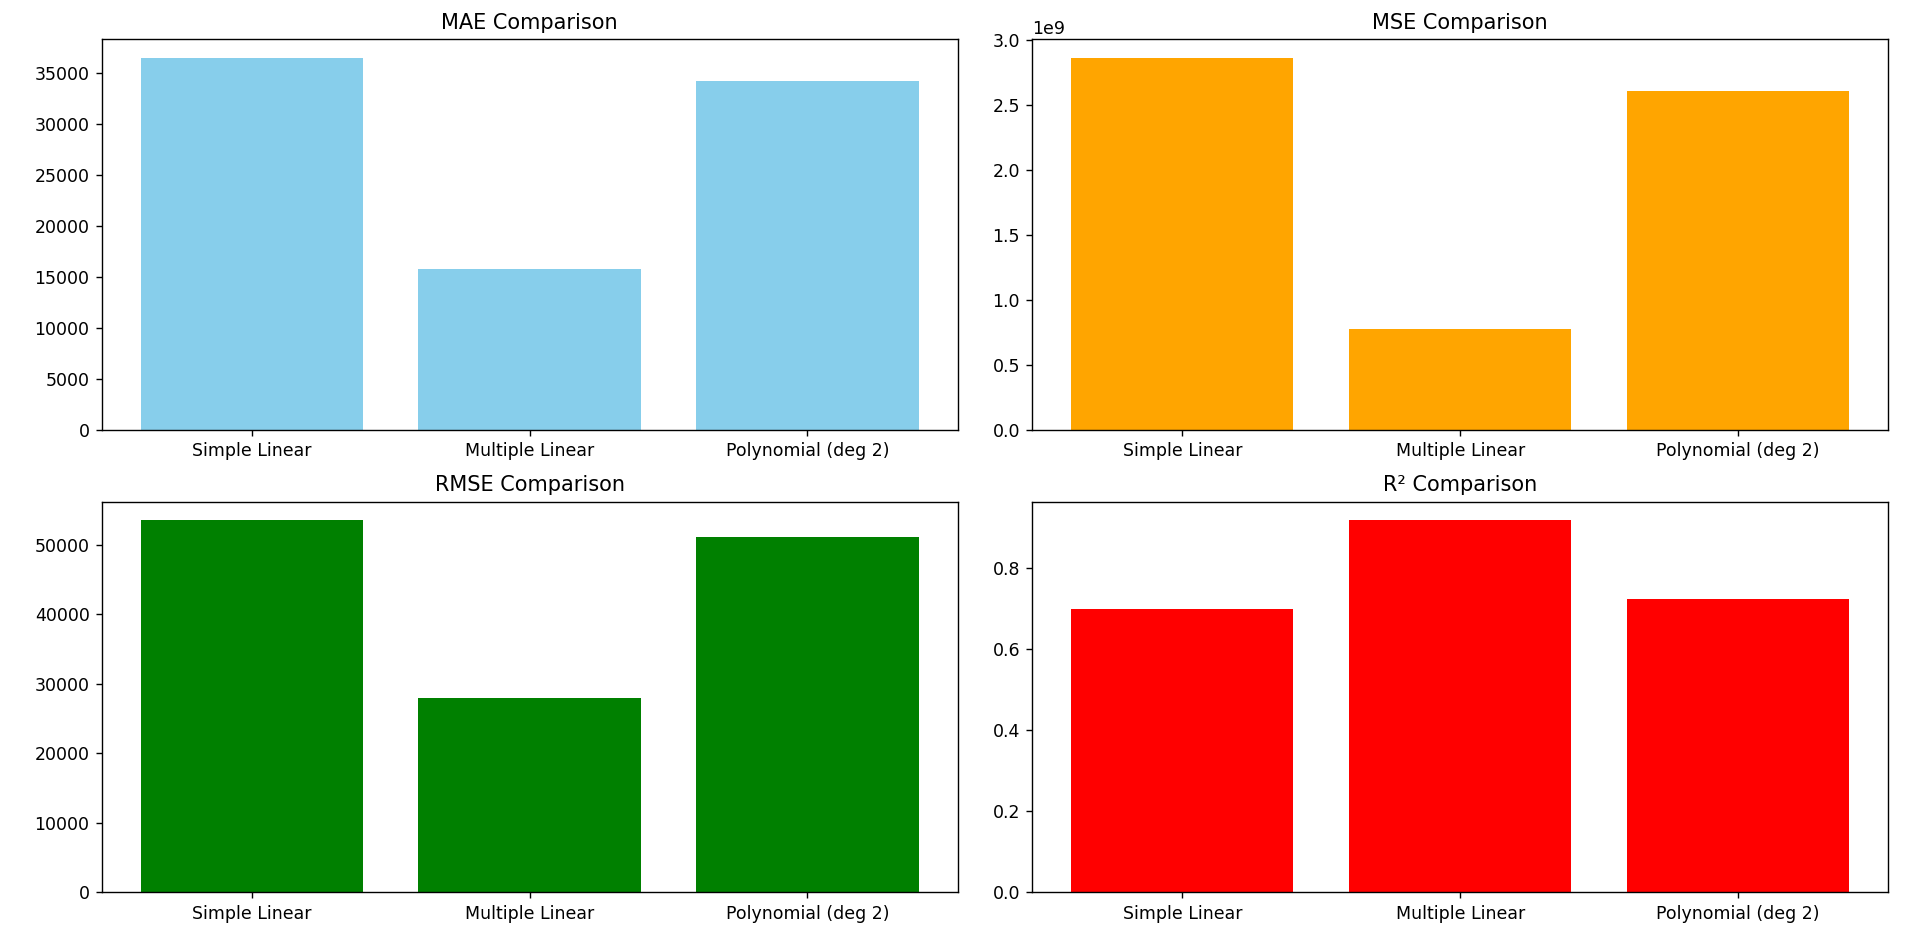 MAE Comparison
35000
30000
25000
20000
15000
10000
5000
0
Simple Linear Multiple Linear Polynomial (deg 2)
MSE Comparison
1e9
3.0
2.5
2.0
1.5
1.0
0.5
0.0
Simple Linear Multiple Linear Polynomial (deg 2)
RMSE Comparison
50000
40000
30000
20000
10000
0
Simple Linear Multiple Linear Polynomial (deg 2)
R² Comparison
0.8
0.6
0.4
0.2
0.0
Simple Linear Multiple Linear Polynomial (deg 2)